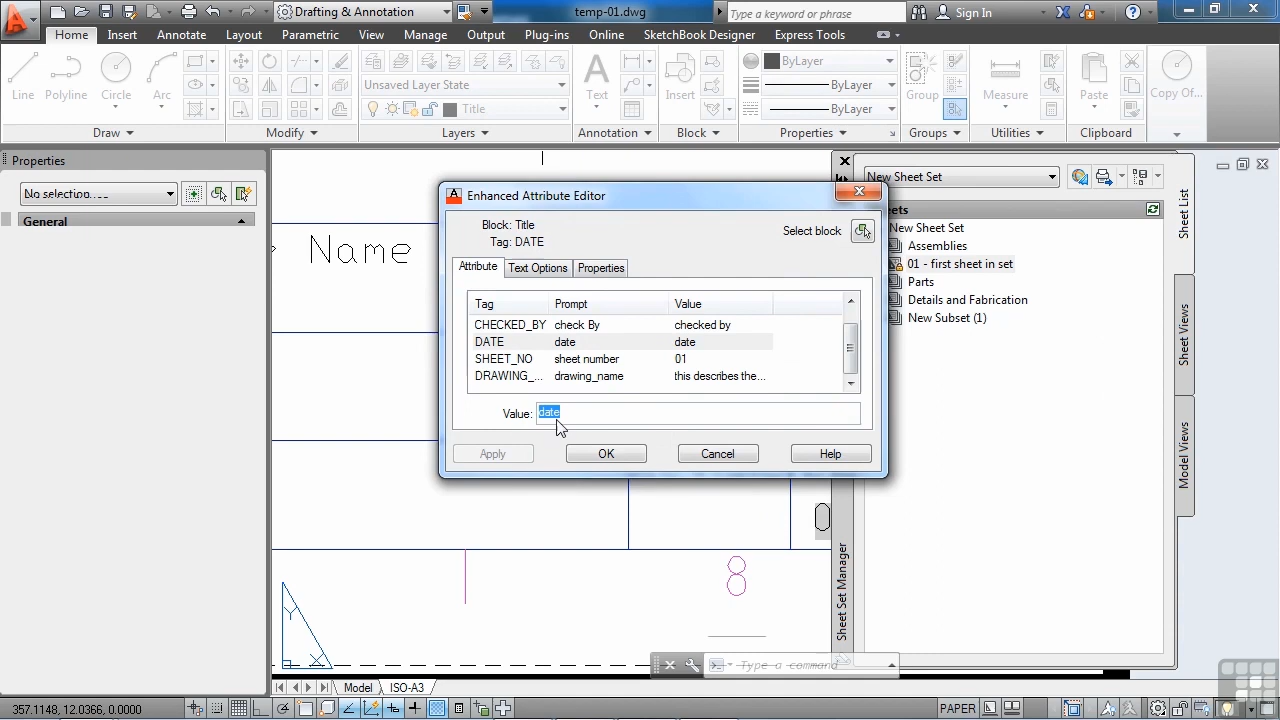 Drafting & Annotation
temp-01.dwg
Type a keyword or phrase
Sign In
Home Insert Annotate Layout Parametric View Manage Output Plug-ins Online SketchBook Designer Express Tools
Line Polyline Circle Arc
Unsaved Layer State
Title
Text
Insert
ByLayer
ByLayer
ByLayer
Group
Measure
Paste
Copy Of...
Draw Modify Layers Annotation Block Properties Groups Utilities Clipboard
Properties
No selection
General
Name
Enhanced Attribute Editor
Block: Title
Tag: DATE
Select block
Attribute Text Options Properties
Tag Prompt Value
CHECKED_BY check By checked by
DATE date date
SHEET_NO sheet number 01
DRAWING_... drawing_name this describes the...
Value: date
Apply OK Cancel Help
New Sheet Set
New Sheet Set
Assemblies
01 - first sheet in set
Parts
Details and Fabrication
New Subset (1)
Sheet List
Sheet Views
Model Views
Sheet Set Manager
0
8
Y
X
Type a command
Model ISO-A3
357.1148, 12.0366, 0.0000
PAPER